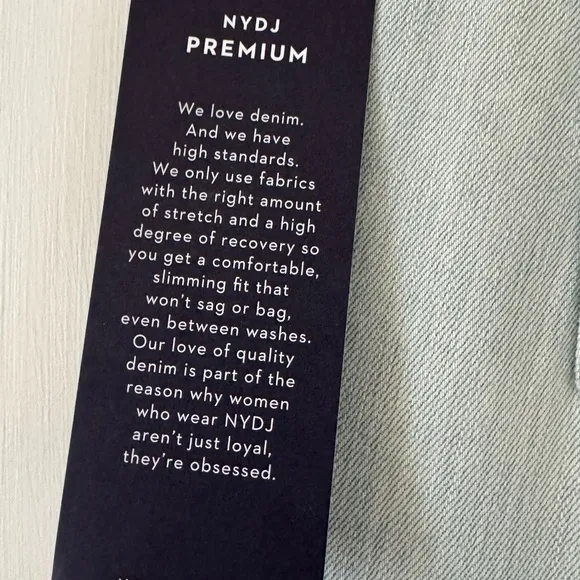 NYDJ
PREMIUM
We love denim.
And we have
high standards.
We only use fabrics
with the right amount
of stretch and a high
degree of recovery so
you get a comfortable,
slimming fit that
won't sag or bag,
even between washes.
Our love of quality
denim is part of the
reason why women
who wear NYDJ
aren't just loyal,
they're obsessed.